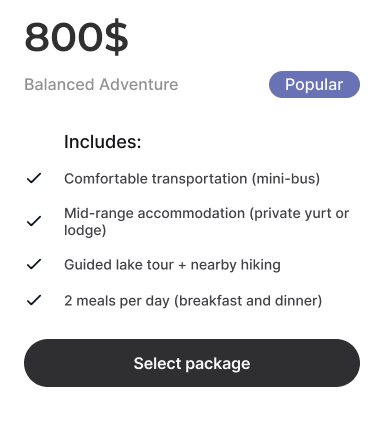 800$
Balanced Adventure
Popular
Includes:
Comfortable transportation (mini-bus)
Mid-range accommodation (private yurt or
lodge)
Guided lake tour + nearby hiking
2 meals per day (breakfast and dinner)
Select package